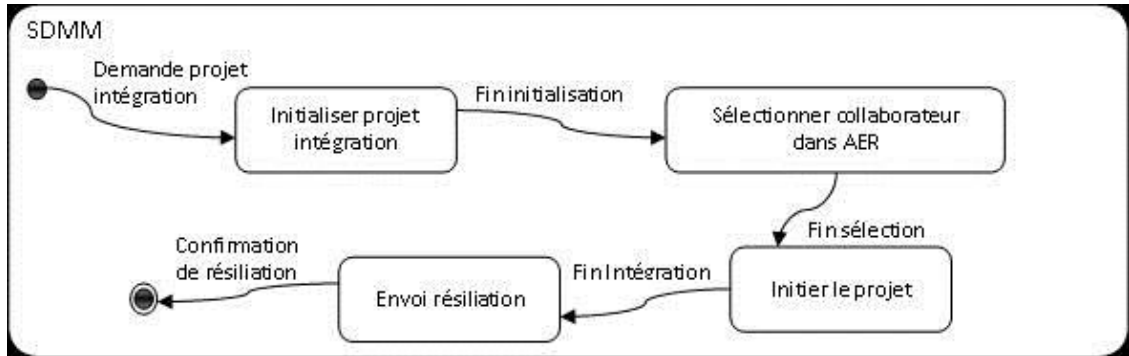 SDMM
Demande projet
intégration
Initialiser projet
intégration
Fin initialisation
Sélectionner collaborateur
dans AER
Fin sélection
Initier le projet
Fin Intégration
Envoi résiliation
Confirmation
de résiliation